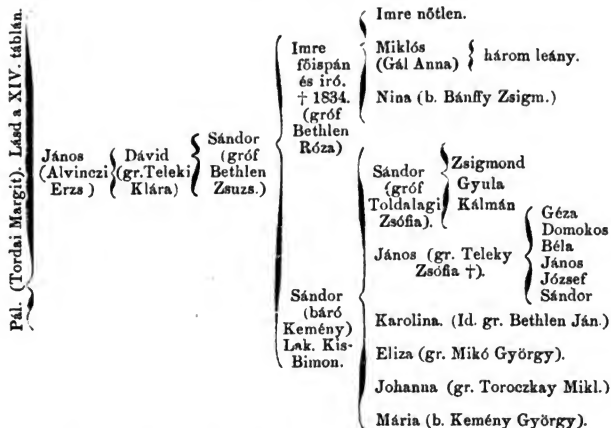 Pál. (Tordai Margit). Lásd a XIV. táblán.
János
(Alvinczi
Erzs )
Dávid
(gr. Teleki
Klára)
Sándor
(gróf
Bethlen
Zsuzs.)
Imre
főispán
és iró.
† 1834.
(gróf
Bethlen
Róza)
Imre nőtlen.
Miklós
(Gál Anna)
három leány.
Nina (b. Bánffy Zsigm.)
Sándor
(báró
Kemény)
Lak. Kis-
Bimon.
Sándor
(gróf
Toldalagi
Zsófia).
Zsigmond
Gyula
Kálmán
János (gr. Teleky
Zsófia †).
Géza
Domokos
Béla
János
József
Sándor
Karolina. (Id. gr. Bethlen Ján.)
Eliza (gr. Mikó György).
Johanna (gr. Toroczkay Mikl.)
Mária (b. Kemény György).